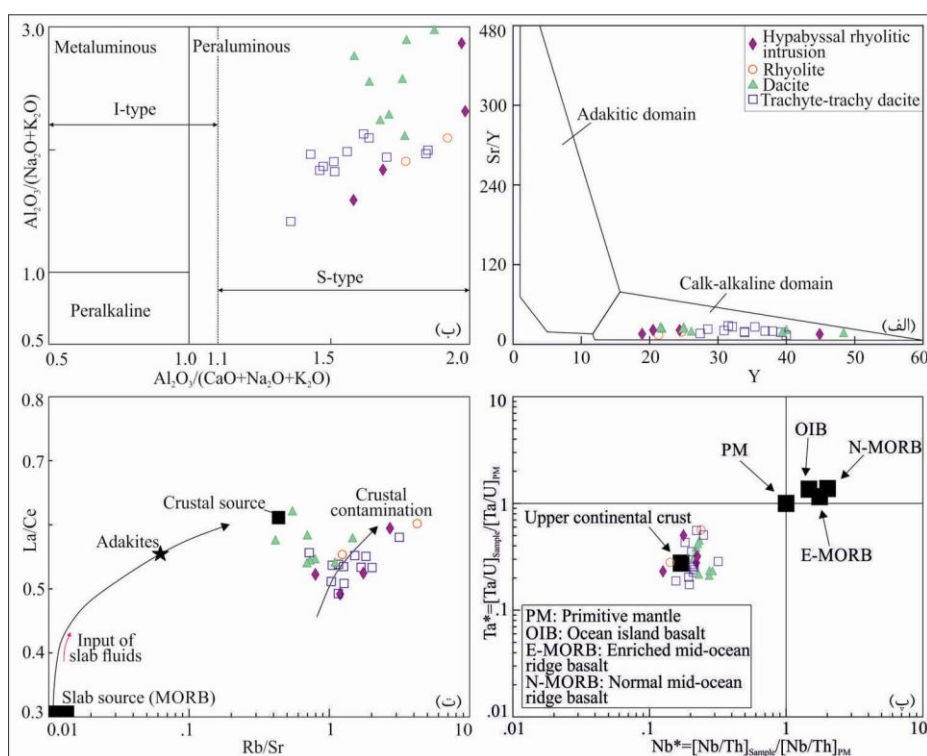 3.0
Metaluminous
Peraluminous
I-type
Al₂O₃/(Na₂O+K₂O)
1.0
S-type
Peralkaline
(ب)
0.5
0.5
1.0
1.1
1.5
2.0
Al₂O₃/(CaO+Na₂O+K₂O)
480
Hypabyssal rhyolitic
intrusion
Rhyolite
Dacite
Trachyte-trachy dacite
400
Adakitic domain
Sr/Y
240
120
Calk-alkaline domain
(الف)
0
0
10
20
30
40
50
60
Y
0.8
0.7
La/Ce
Crustal source
Crustal
contamination
0.6
Adakites
0.5
0.4
Input of
slab fluids
Slab source (MORB)
(ت)
0.3
0.01
0.1
1
10
Rb/Sr
10
OIB
N-MORB
PM
1
E-MORB
Upper continental crust
Ta*=[Ta/U]Sample/[Ta/U]PM
0.1
PM: Primitive mantle
OIB: Ocean island basalt
E-MORB: Enriched mid-ocean
ridge basalt
N-MORB: Normal mid-ocean
ridge basalt
(پ)
.01
.01
0.1
1
10
Nb*=[Nb/Th]Sample/[Nb/Th]PM